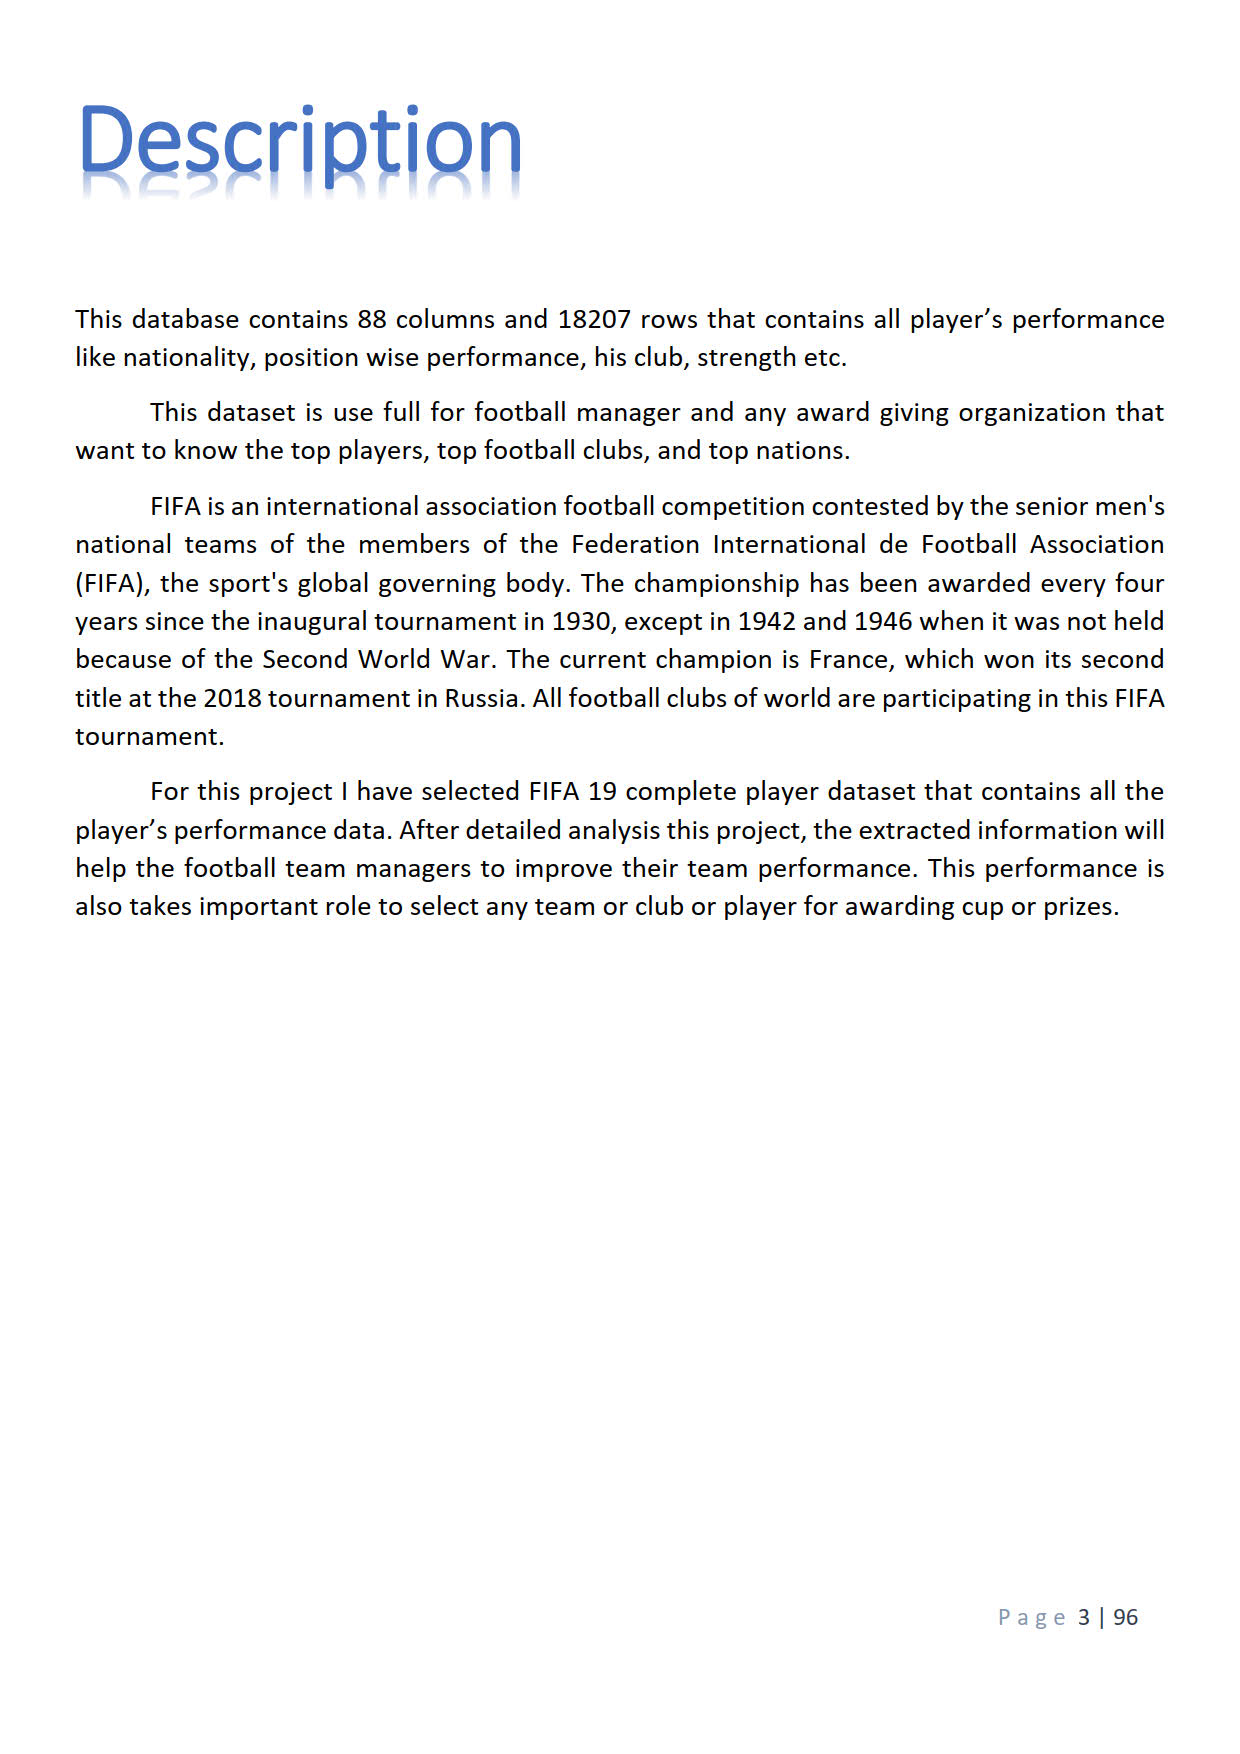 Description
This database contains 88 columns and 18207 rows that contains all player’s performance
like nationality, position wise performance, his club, strength etc.
This dataset is use full for football manager and any award giving organization that
want to know the top players, top football clubs, and top nations.
FIFA is an international association football competition contested by the senior men's
national teams of the members of the Federation International de Football Association
(FIFA), the sport's global governing body. The championship has been awarded every four
years since the inaugural tournament in 1930, except in 1942 and 1946 when it was not held
because of the Second World War. The current champion is France, which won its second
title at the 2018 tournament in Russia. All football clubs of world are participating in this FIFA
tournament.
For this project I have selected FIFA 19 complete player dataset that contains all the
player’s performance data. After detailed analysis this project, the extracted information will
help the football team managers to improve their team performance. This performance is
also takes important role to select any team or club or player for awarding cup or prizes.
Page 3 | 96